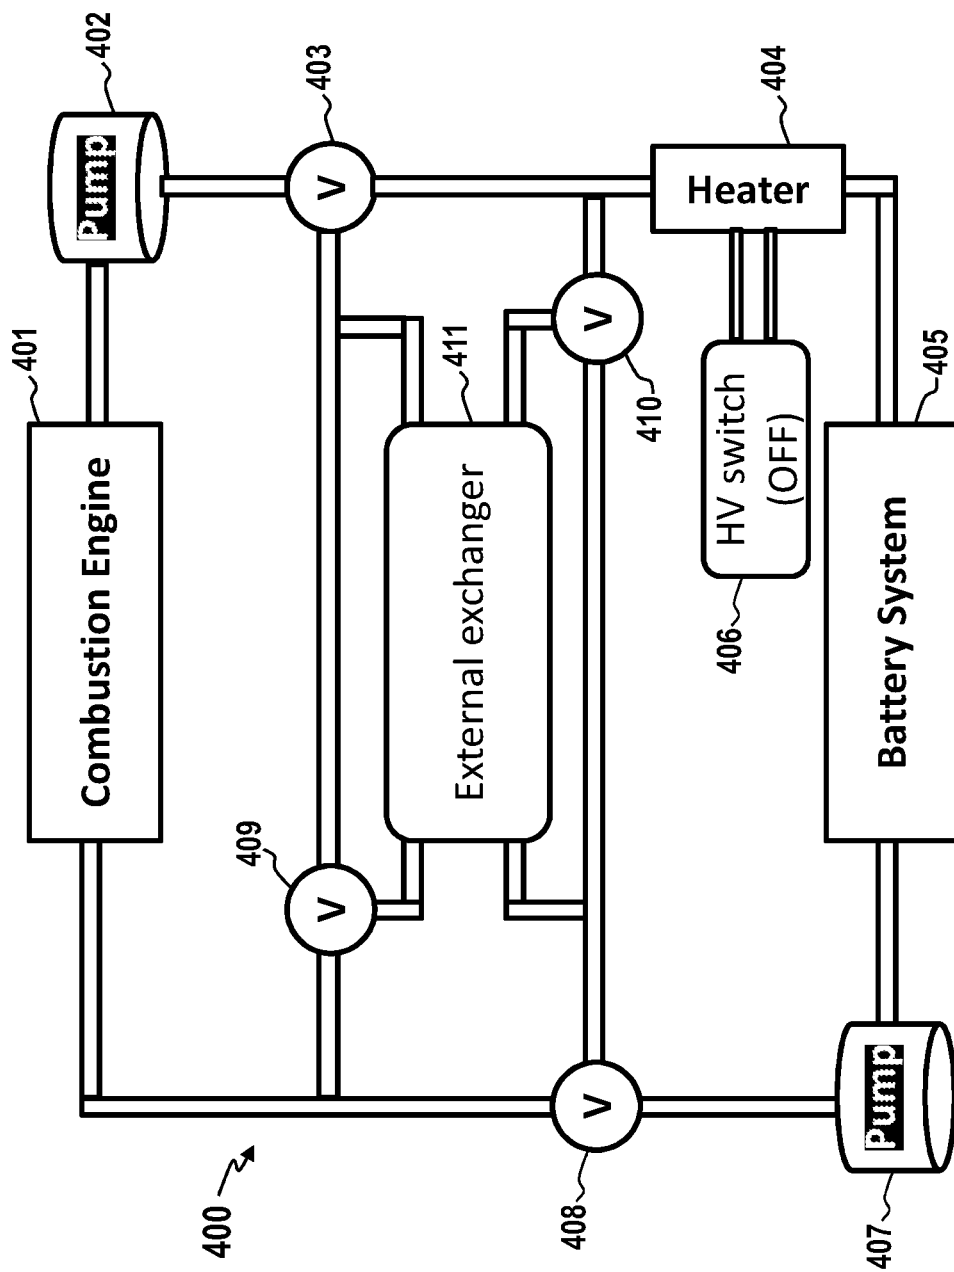 400
401
Combustion Engine
Pump
402
409
V
V
403
External exchanger
411
V
408
V
410
Heater
404
HV switch
(OFF)
406
Pump
407
Battery System
405